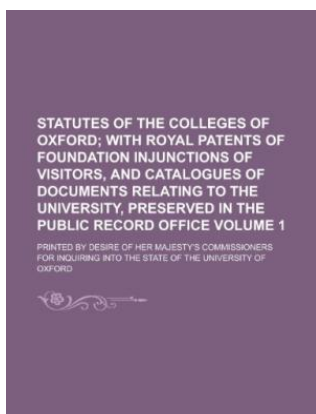 STATUTES OF THE COLLEGES OF
OXFORD; WITH ROYAL PATENTS OF
FOUNDATION INJUNCTIONS OF
VISITORS, AND CATALOGUES OF
DOCUMENTS RELATING TO THE
UNIVERSITY, PRESERVED IN THE
PUBLIC RECORD OFFICE VOLUME 1
PRINTED BY DESIRE OF HER MAJESTY'S COMMISSIONERS
FOR INQUIRING INTO THE STATE OF THE UNIVERSITY OF
OXFORD